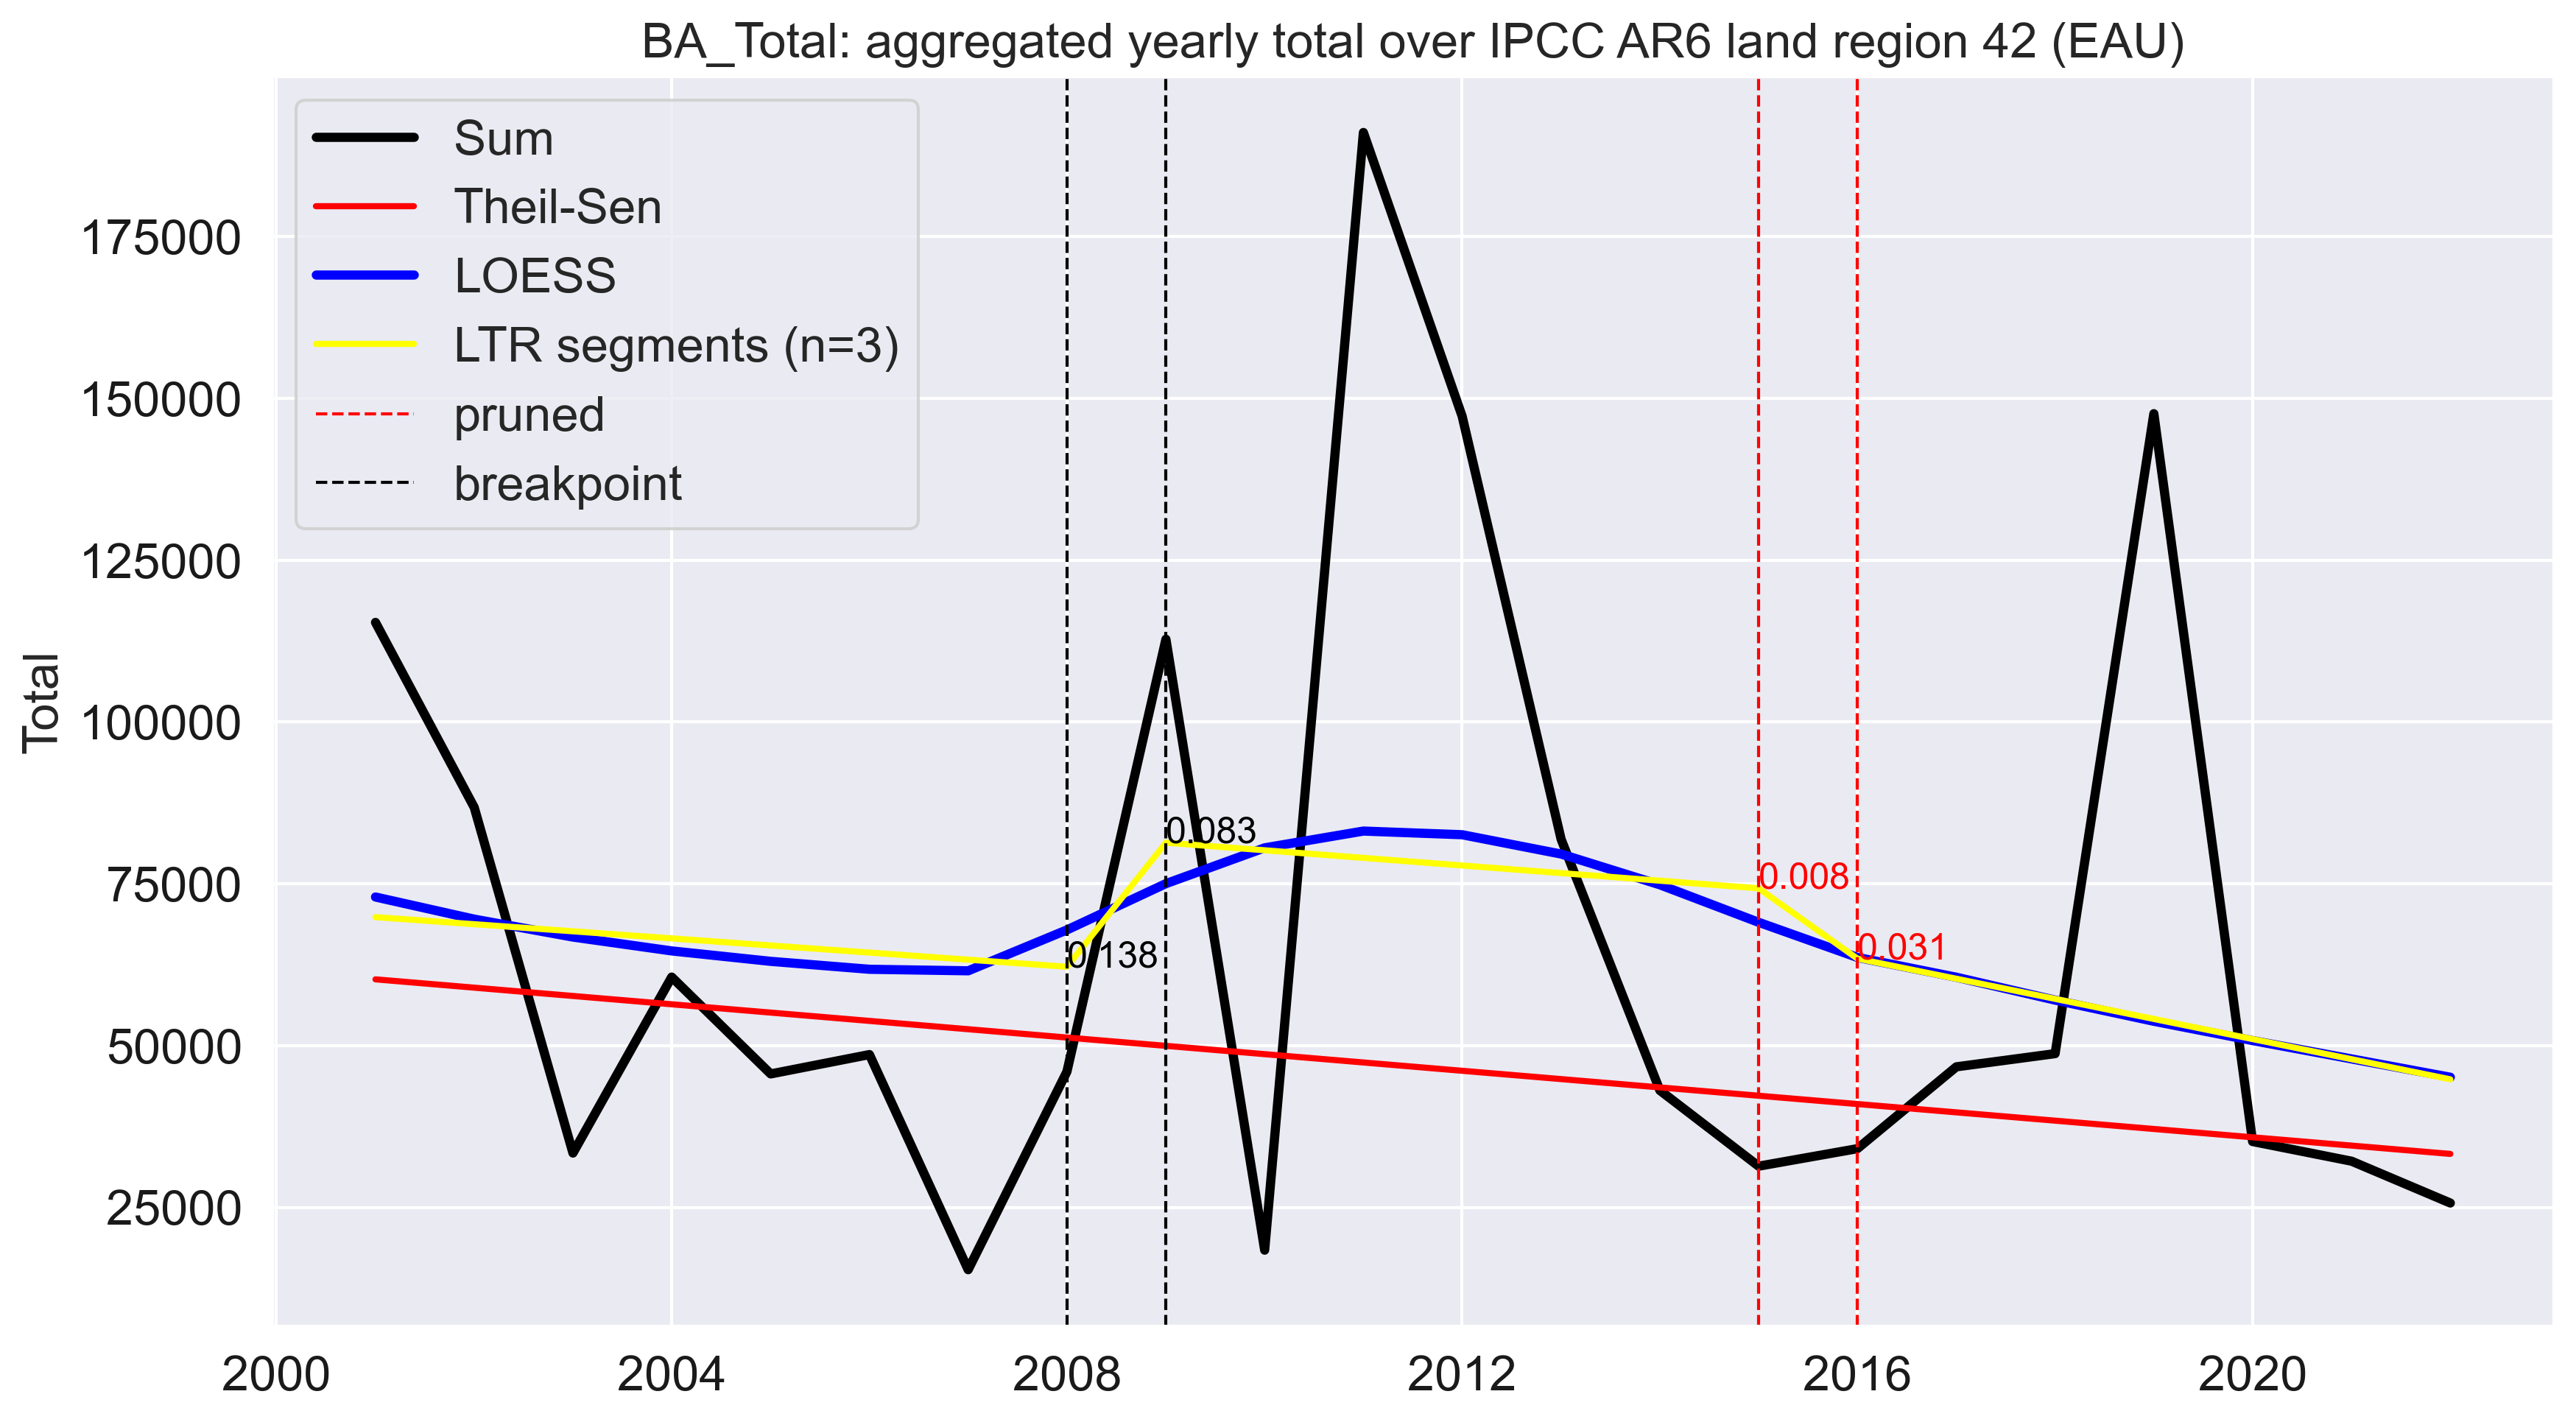 BA_Total: aggregated yearly total over IPCC AR6 land region 42 (EAU)
Sum
Theil-Sen
LOESS
LTR segments (n=3)
pruned
breakpoint
Total
175000
150000
125000
100000
75000
50000
25000
0.083
0.138
0.008
0.031
2000
2004
2008
2012
2016
2020